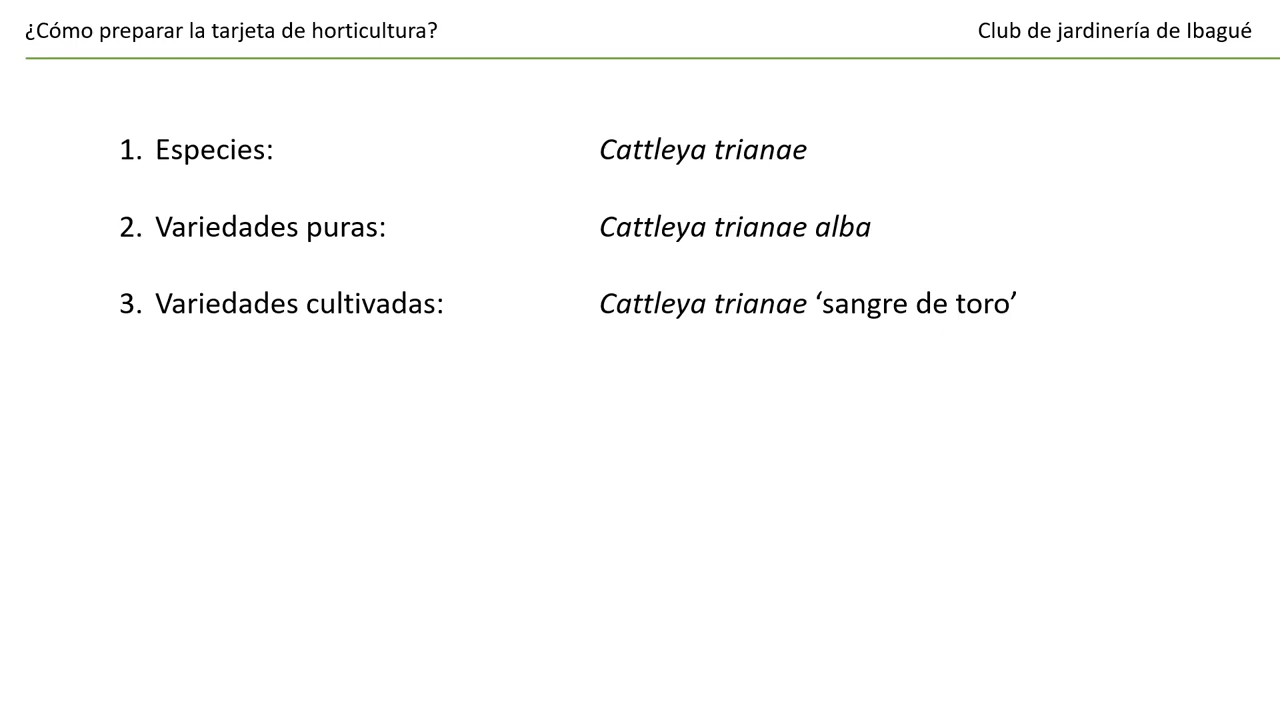 ¿Cómo preparar la tarjeta de horticultura? Club de jardinería de Ibagué
1. Especies: Cattleya trianae
2. Variedades puras: Cattleya trianae alba
3. Variedades cultivadas: Cattleya trianae ‘sangre de toro’